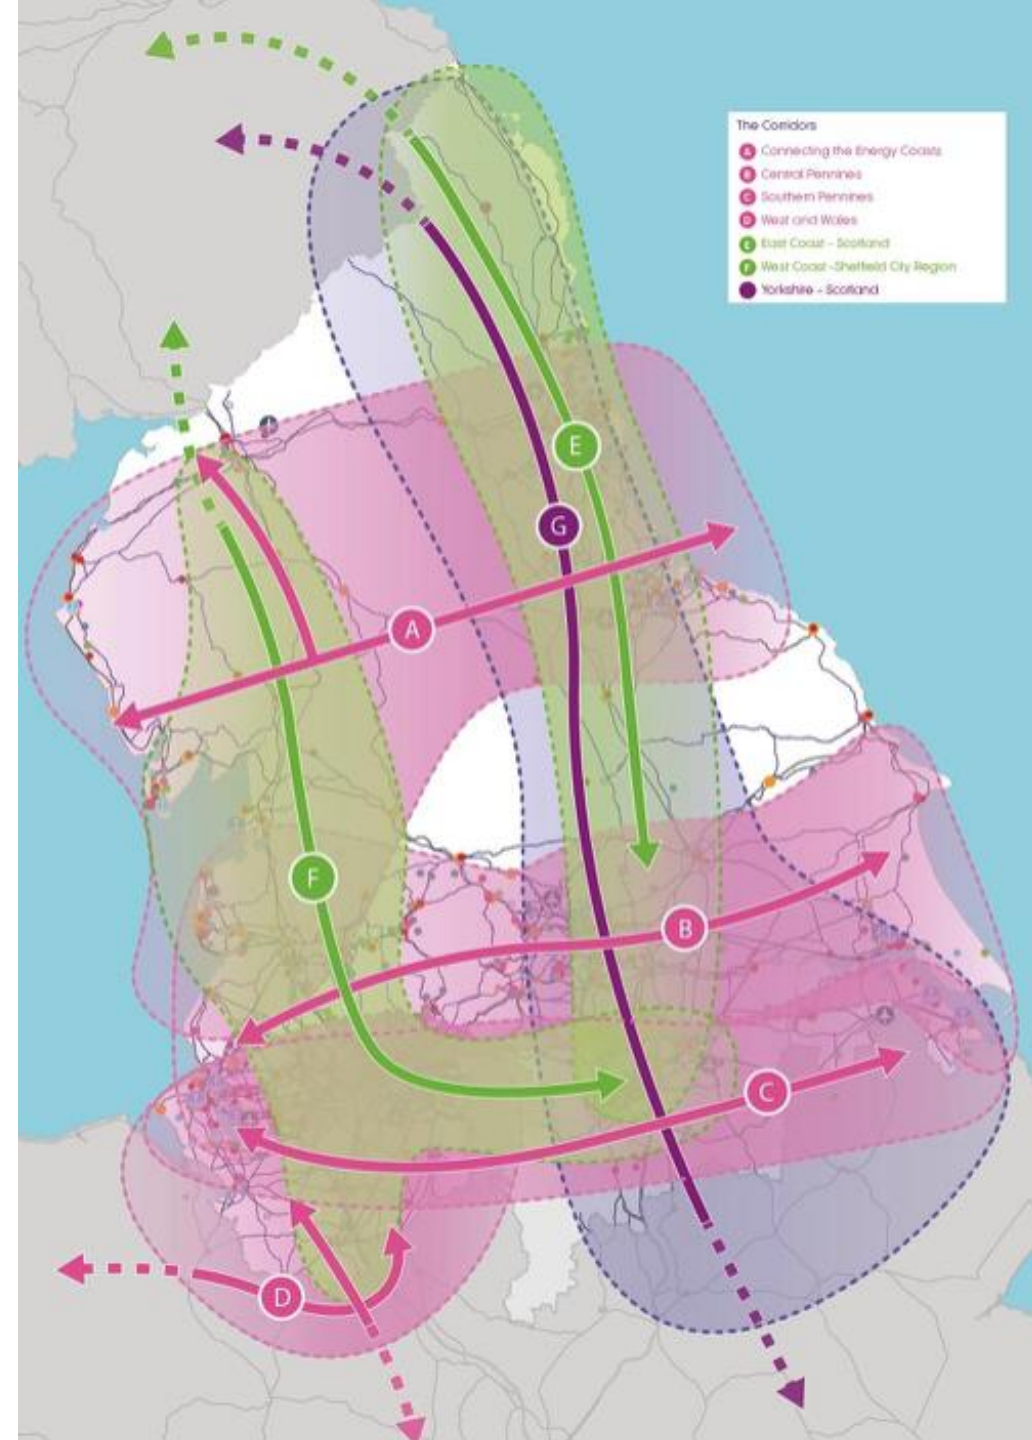 The Corridors
A Connecting the Energy Coasts
B Central Pennines
C Southern Pennines
D West and Wales
E East Coast - Scotland
F West Coast -Sheffield City Region
Yorkshire - Scotland
E
G
A
F
B
C
D